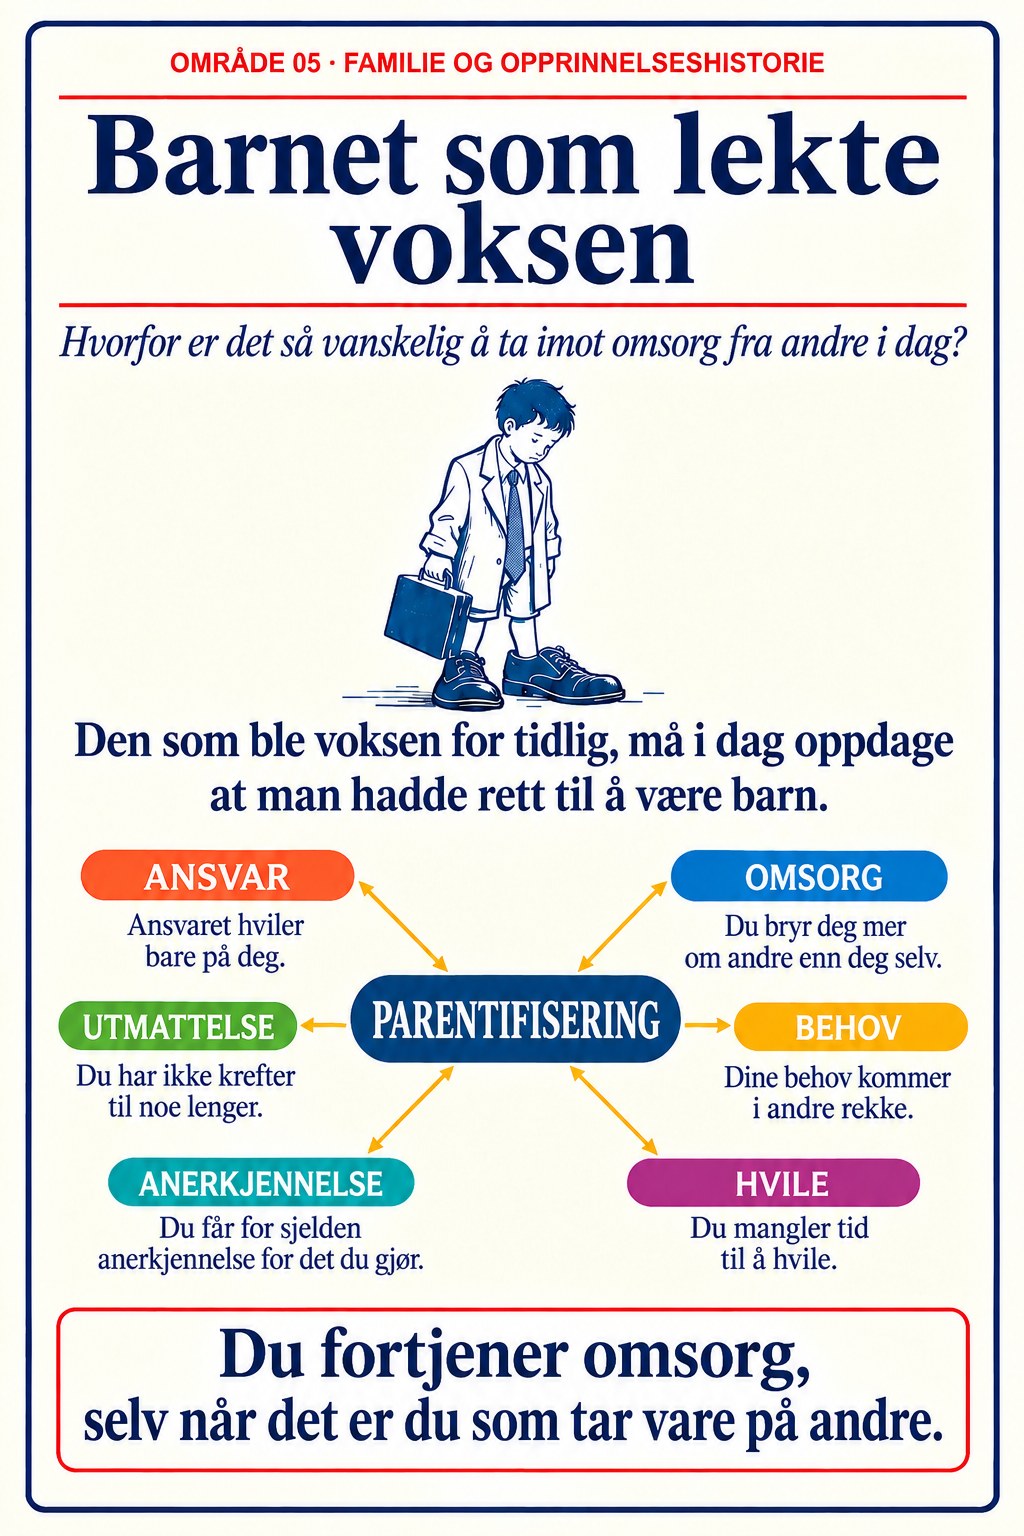 OMRÅDE 05 · FAMILIE OG OPPRINNELSESHISTORIE
Barnet som lekte
voksen
Hvorfor er det så vanskelig å ta imot omsorg fra andre i dag?
Den som ble voksen for tidlig, må i dag oppdage
at man hadde rett til å være barn.
ANSVAR
Ansvaret hviler
bare på deg.
OMSORG
Du bryr deg mer
om andre enn deg selv.
UTMATTELSE
Du har ikke krefter
til noe lenger.
PARENTIFISERING
BEHOV
Dine behov kommer
i andre rekke.
ANERKJENNELSE
Du får for sjelden
anerkjennelse for det du gjør.
HVILE
Du mangler tid
til å hvile.
Du fortjener omsorg,
selv når det er du som tar vare på andre.